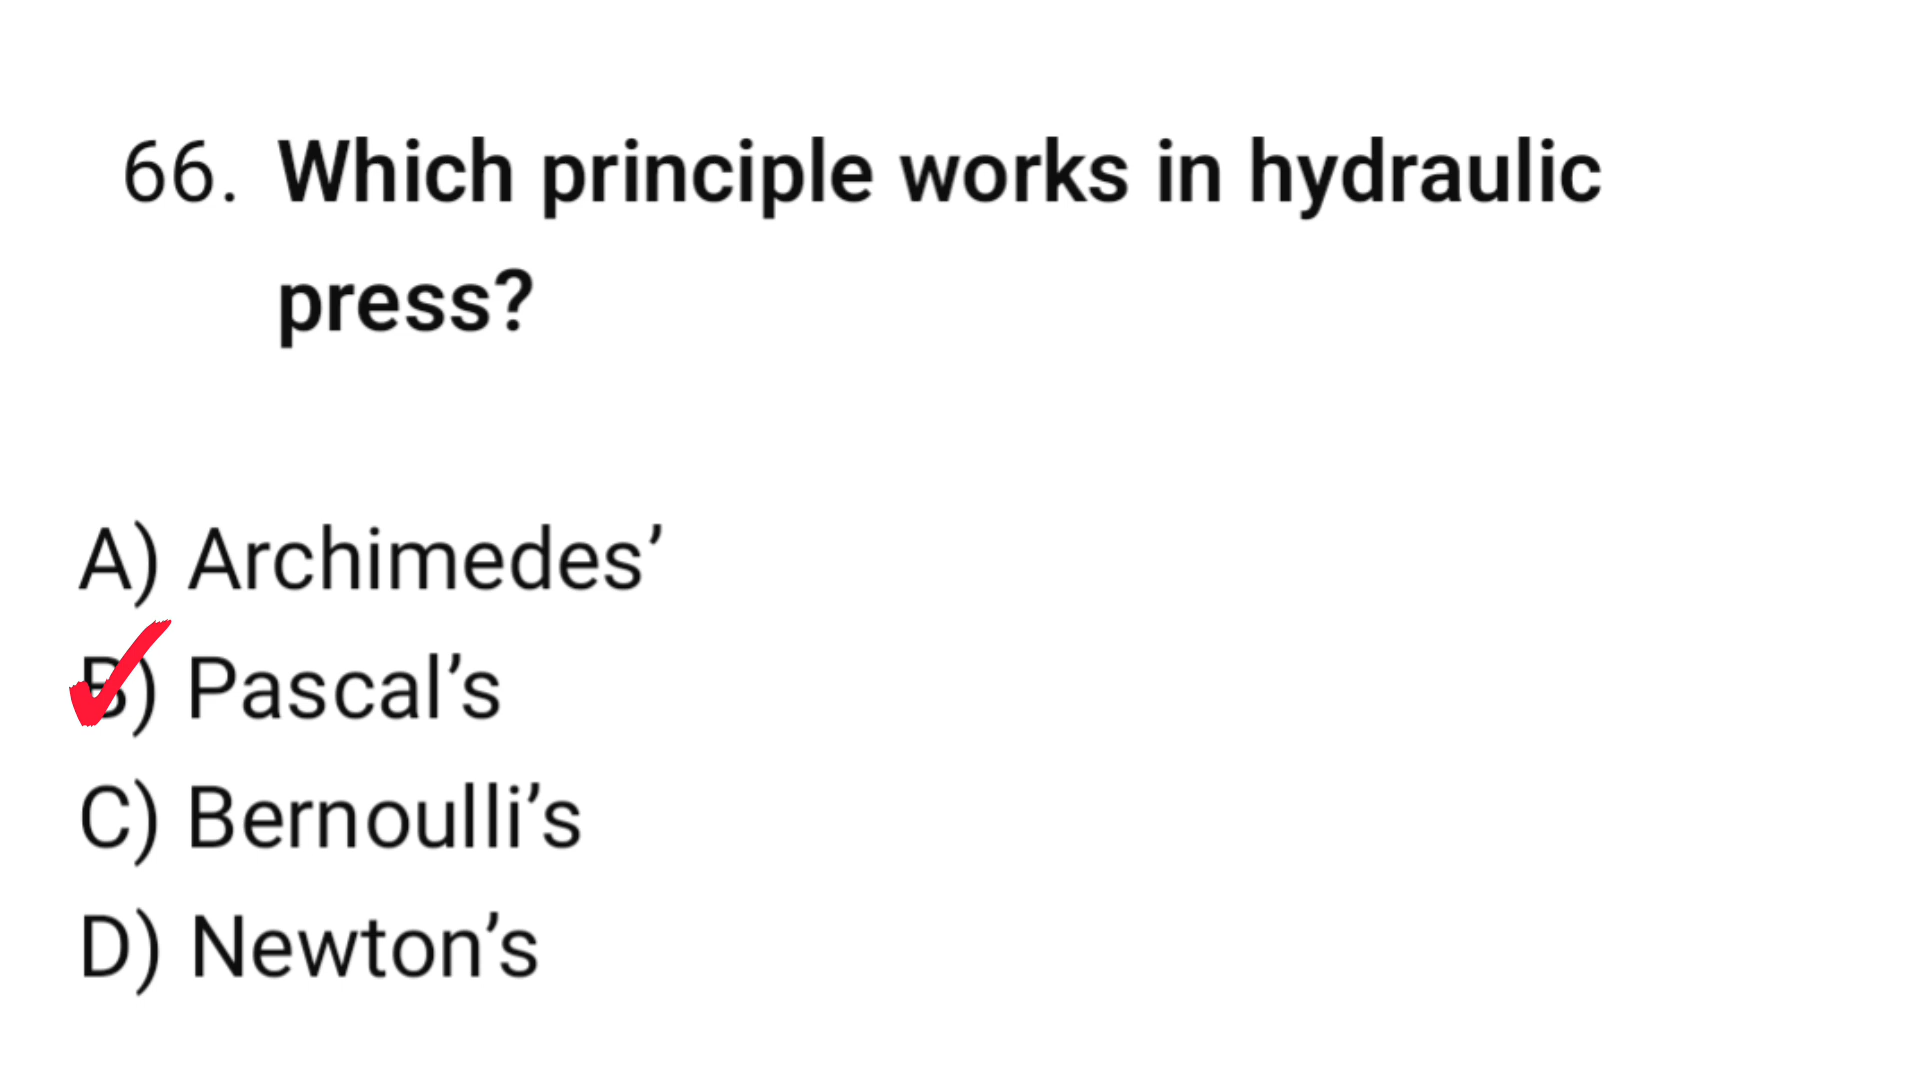 66. Which principle works in hydraulic
press?
A) Archimedes’
B) Pascal’s
C) Bernoulli’s
D) Newton’s